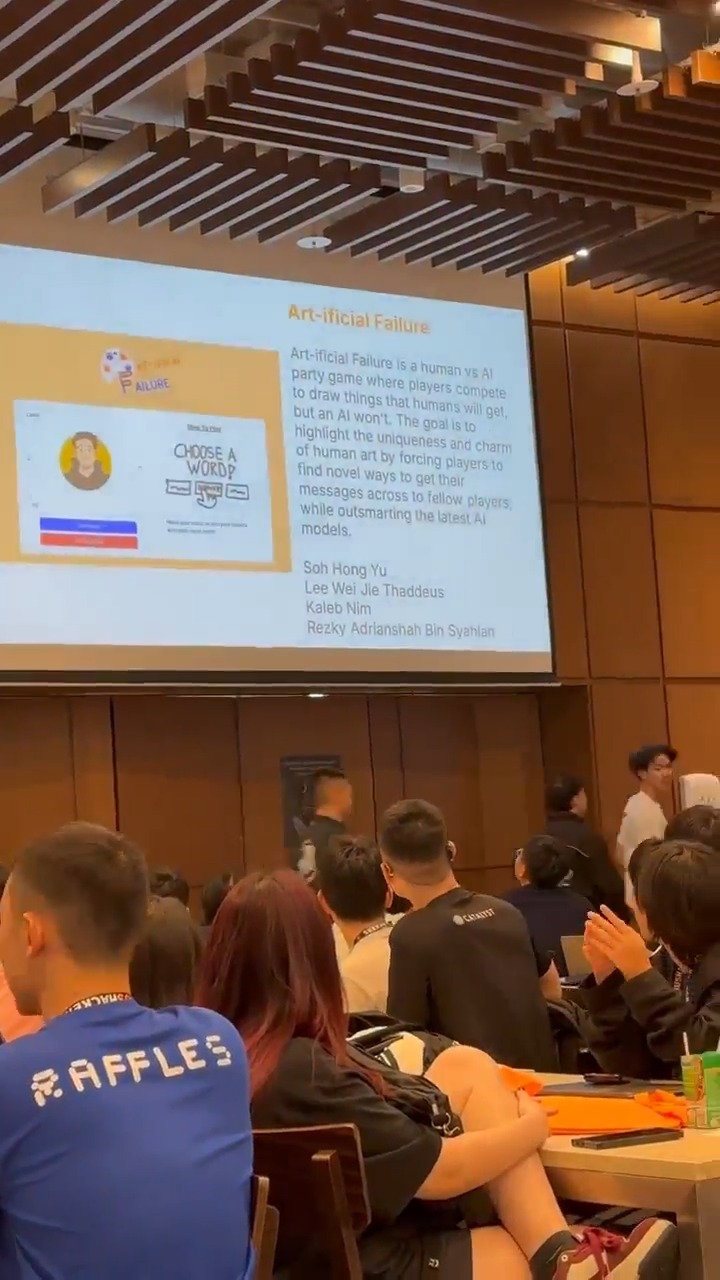 Art-ificial Failure
Art-ificial Failure is a human vs AI
party game where players compete
to draw things that humans will get,
but an AI won't. The goal is to
highlight the uniqueness and charm
of human art by forcing players to
find novel ways to get their
messages across to fellow players,
while outsmarting the latest AI
models.
Soh Hong Yu
Lee Wei Jie Thaddeus
Kaleb Nim
Rezky Adrianshah Bin Syahlan
FAILURE
How To Play
CHOOSE A
WORD!
CATALYST
RAFFLES